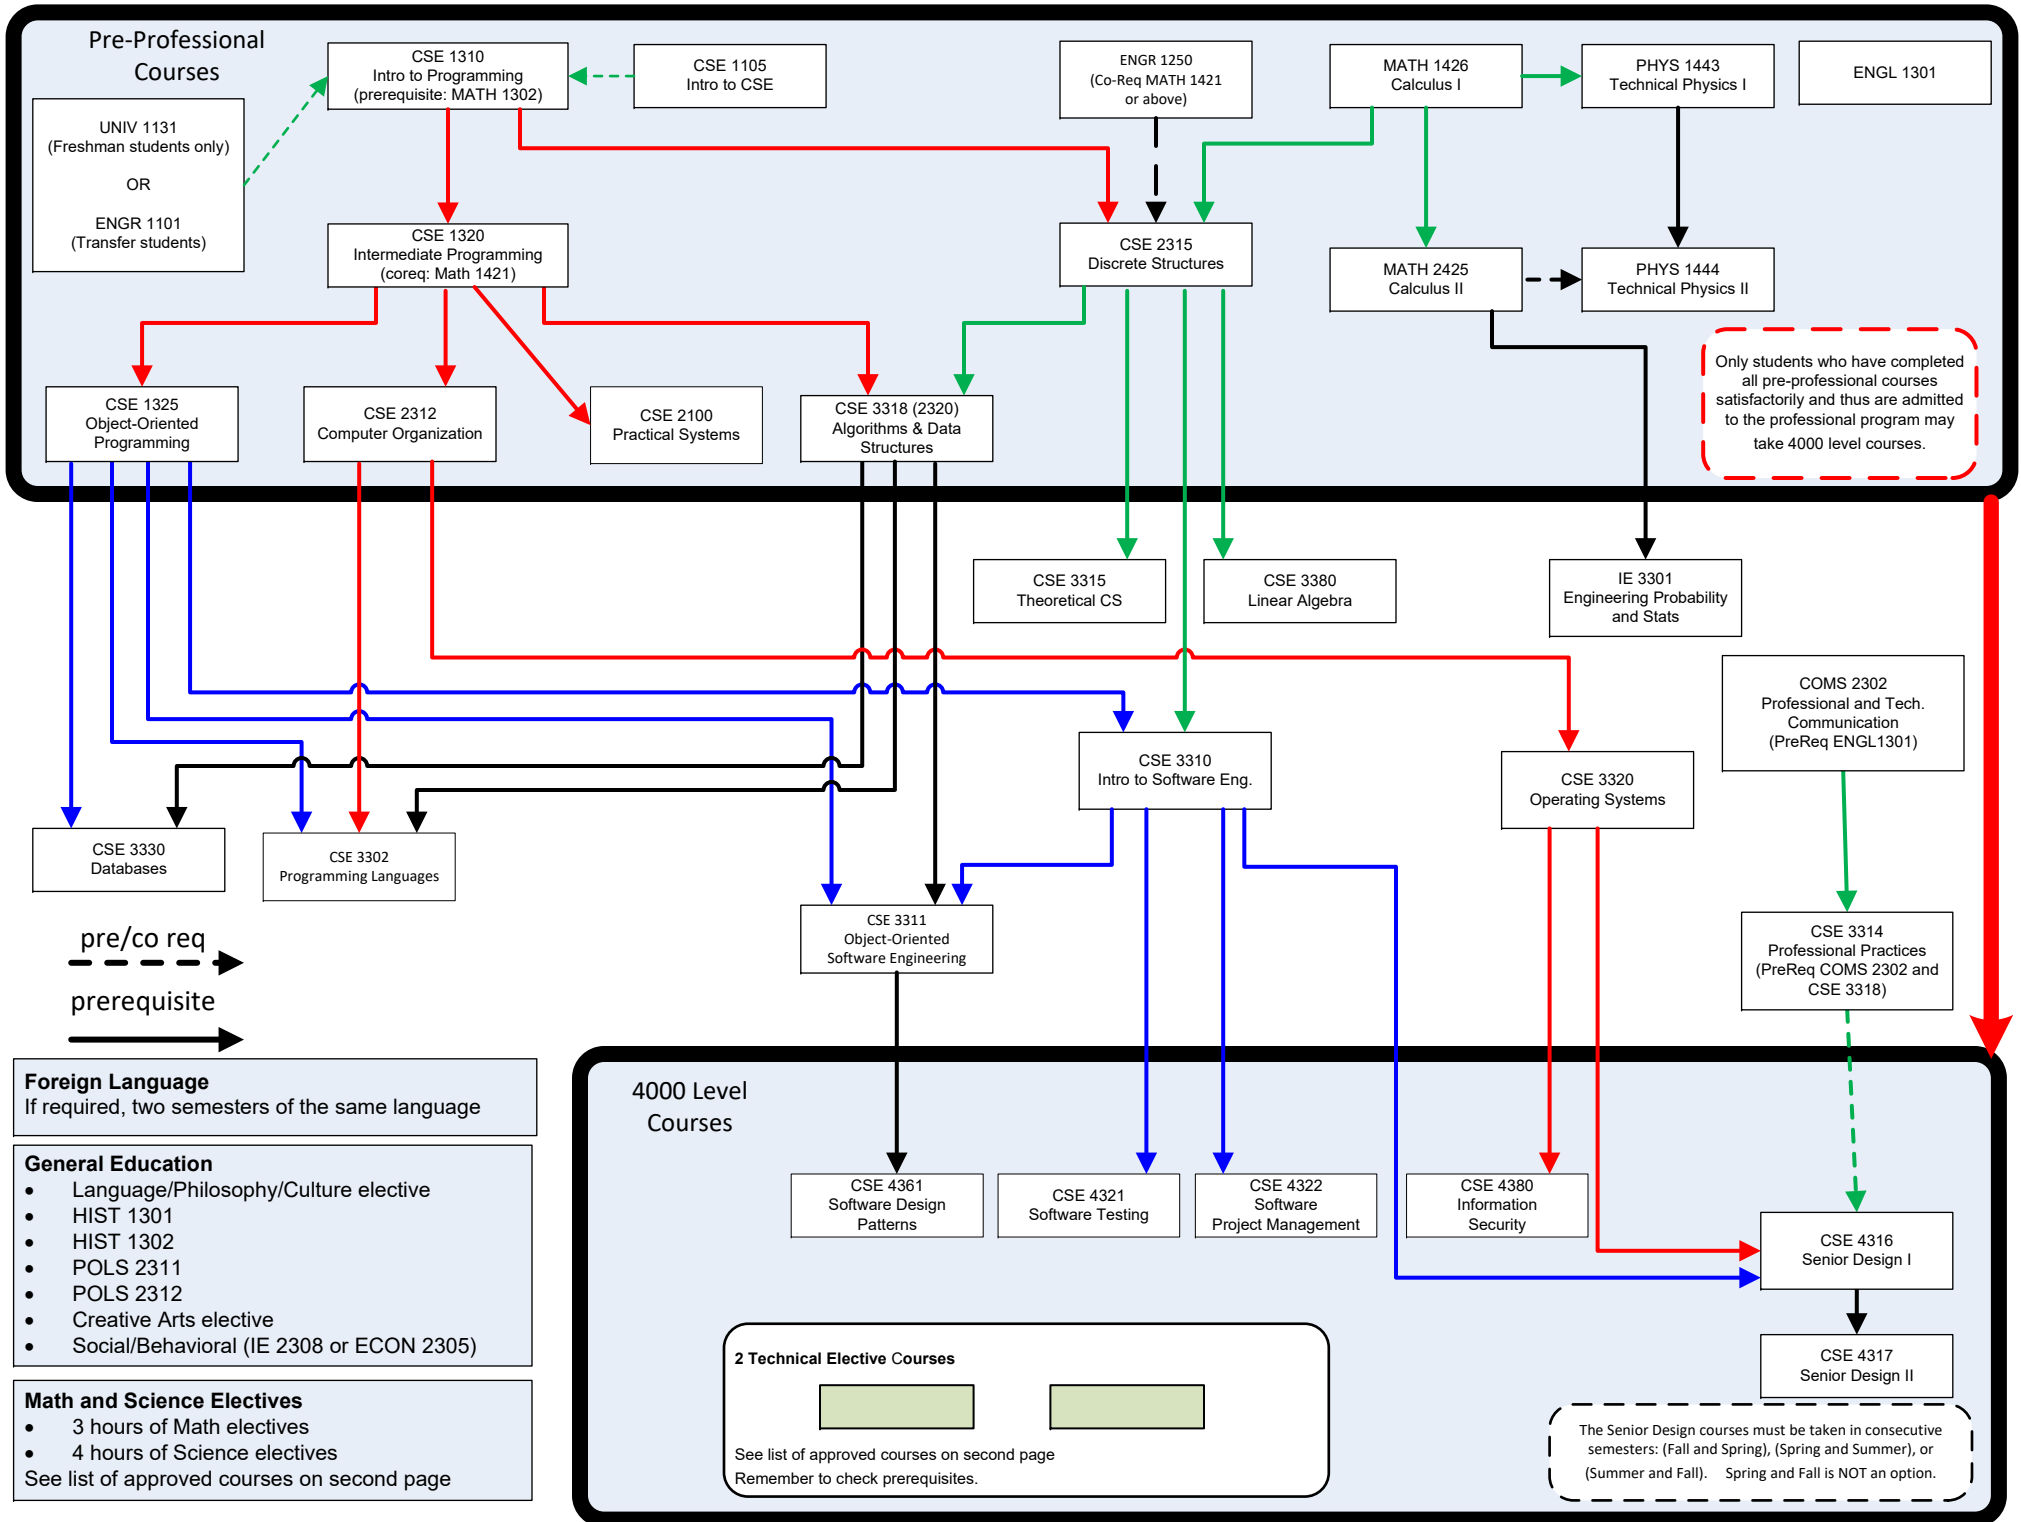 Pre-Professional
Courses
CSE 1310
Intro to Programming
(prerequisite: MATH 1302)
CSE 1105
Intro to CSE
ENGR 1250
(Co-Req MATH 1421
or above)
MATH 1426
Calculus I
PHYS 1443
Technical Physics I
ENGL 1301
UNIV 1131
(Freshman students only)
OR
ENGR 1101
(Transfer students)
CSE 1320
Intermediate Programming
(coreq: Math 1421)
CSE 2315
Discrete Structures
MATH 2425
Calculus II
PHYS 1444
Technical Physics II
Only students who have completed
all pre-professional courses
satisfactorily and thus are admitted
to the professional program may
take 4000 level courses.
CSE 1325
Object-Oriented
Programming
CSE 2312
Computer Organization
CSE 2100
Practical Systems
CSE 3318 (2320)
Algorithms & Data
Structures
CSE 3315
Theoretical CS
CSE 3380
Linear Algebra
IE 3301
Engineering Probability
and Stats
COMS 2302
Professional and Tech.
Communication
(PreReq ENGL1301)
CSE 3310
Intro to Software Eng.
CSE 3320
Operating Systems
CSE 3330
Databases
CSE 3302
Programming Languages
CSE 3311
Object-Oriented
Software Engineering
CSE 3314
Professional Practices
(PreReq COMS 2302 and
CSE 3318)
pre/co req
prerequisite
Foreign Language
If required, two semesters of the same language
General Education
• Language/Philosophy/Culture elective
• HIST 1301
• HIST 1302
• POLS 2311
• POLS 2312
• Creative Arts elective
• Social/Behavioral (IE 2308 or ECON 2305)
Math and Science Electives
• 3 hours of Math electives
• 4 hours of Science electives
See list of approved courses on second page
4000 Level
Courses
CSE 4361
Software Design
Patterns
CSE 4321
Software Testing
CSE 4322
Software
Project Management
CSE 4380
Information
Security
CSE 4316
Senior Design I
CSE 4317
Senior Design II
2 Technical Elective Courses
See list of approved courses on second page
Remember to check prerequisites.
The Senior Design courses must be taken in consecutive
semesters: (Fall and Spring), (Spring and Summer), or
(Summer and Fall). Spring and Fall is NOT an option.